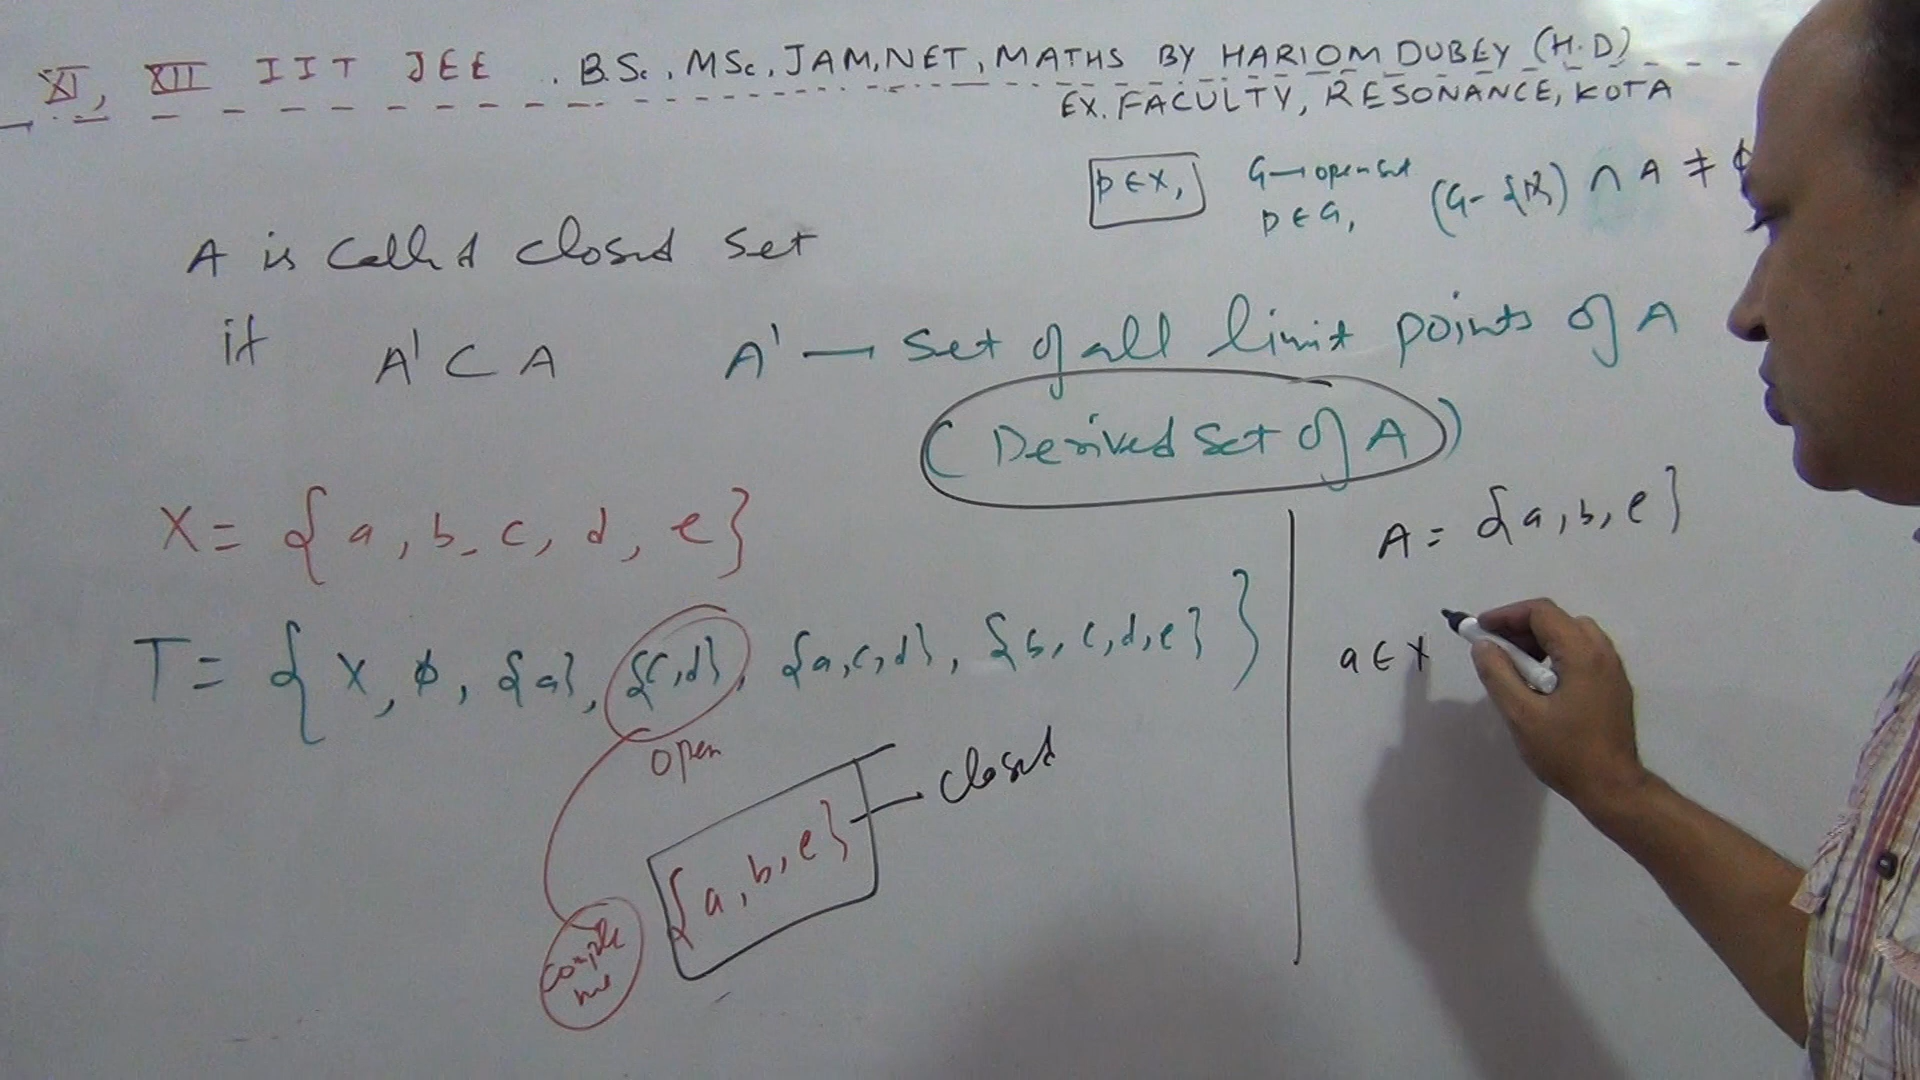 XI, XII IIT JEE . B.Sc, MSc, JAM, NET, MATHS BY HARIOM DUBEY (H.D)
EX. FACULTY, RESONANCE, KOTA
p ∈ X, G → open set (G - {p}) ∩ A ≠ ϕ
p ∈ G,
A is called closed set
if A' ⊂ A A' — Set of all limit points of A
(Derived Set of A)
X = {a, b, c, d, e}
A = {a, b, e}
T = {X, ϕ, {a}, {c,d}, {a,c,d}, {b,c,d,e}}
a ∈ X
open
{a, b, e} — closed